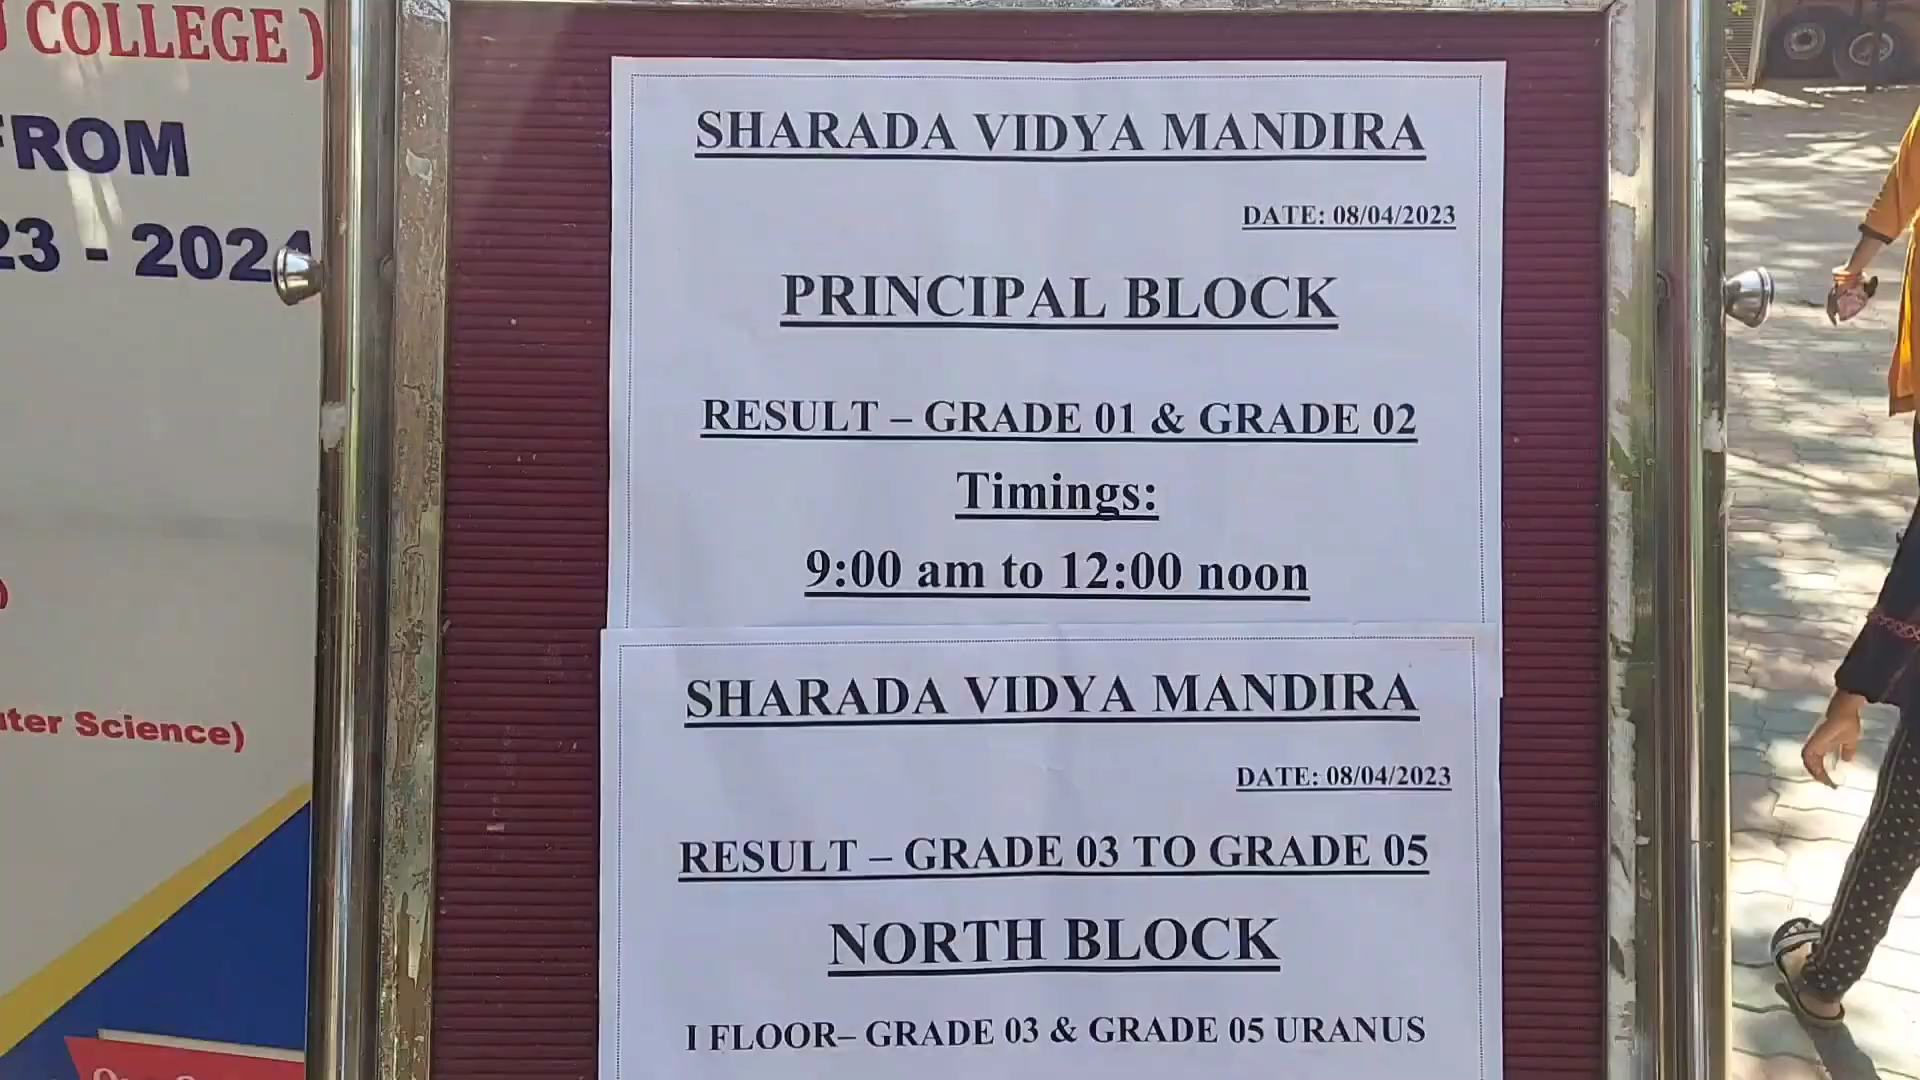 COLLEGE )
FROM
23 - 2024
uter Science)
SHARADA VIDYA MANDIRA
DATE: 08/04/2023
PRINCIPAL BLOCK
RESULT – GRADE 01 & GRADE 02
Timings:
9:00 am to 12:00 noon
SHARADA VIDYA MANDIRA
DATE: 08/04/2023
RESULT – GRADE 03 TO GRADE 05
NORTH BLOCK
I FLOOR– GRADE 03 & GRADE 05 URANUS